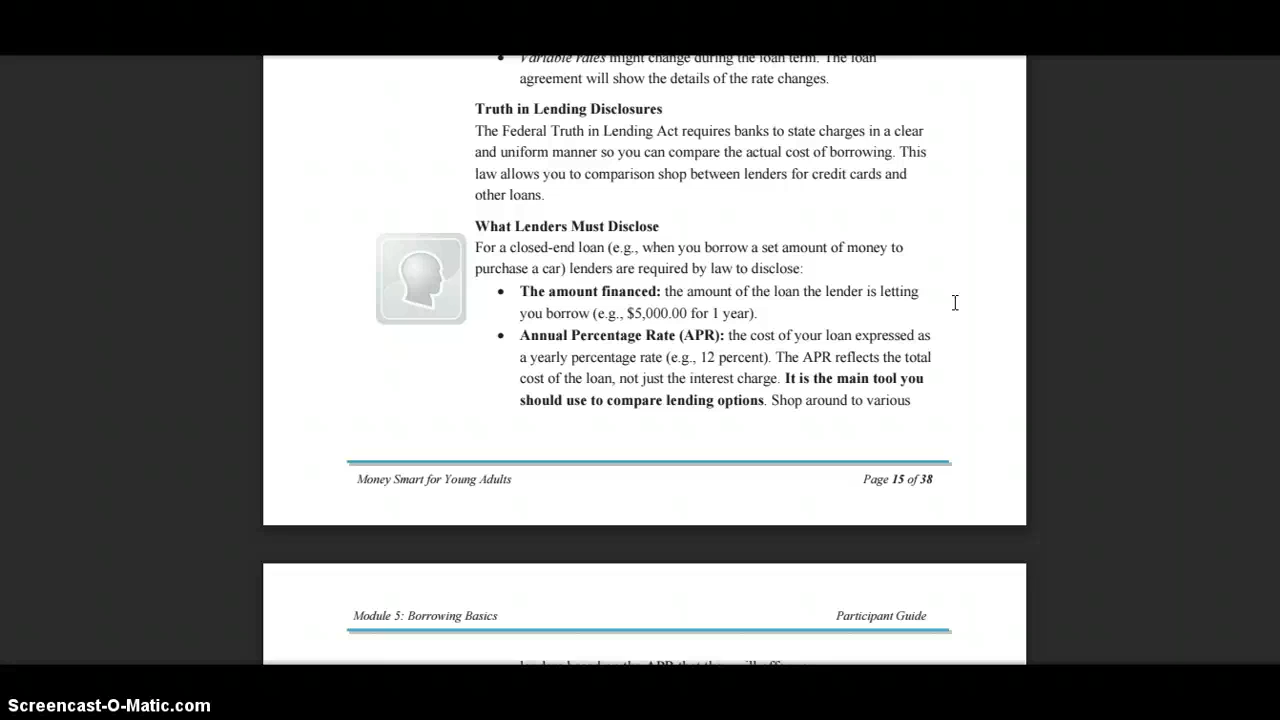 Variable rates might change during the loan term. The loan
agreement will show the details of the rate changes.
Truth in Lending Disclosures
The Federal Truth in Lending Act requires banks to state charges in a clear
and uniform manner so you can compare the actual cost of borrowing. This
law allows you to comparison shop between lenders for credit cards and
other loans.
What Lenders Must Disclose
For a closed-end loan (e.g., when you borrow a set amount of money to
purchase a car) lenders are required by law to disclose:
• The amount financed: the amount of the loan the lender is letting
you borrow (e.g., $5,000.00 for 1 year).
• Annual Percentage Rate (APR): the cost of your loan expressed as
a yearly percentage rate (e.g., 12 percent). The APR reflects the total
cost of the loan, not just the interest charge. It is the main tool you
should use to compare lending options. Shop around to various
Money Smart for Young Adults
Page 15 of 38
Module 5: Borrowing Basics
Participant Guide
Screencast-O-Matic.com